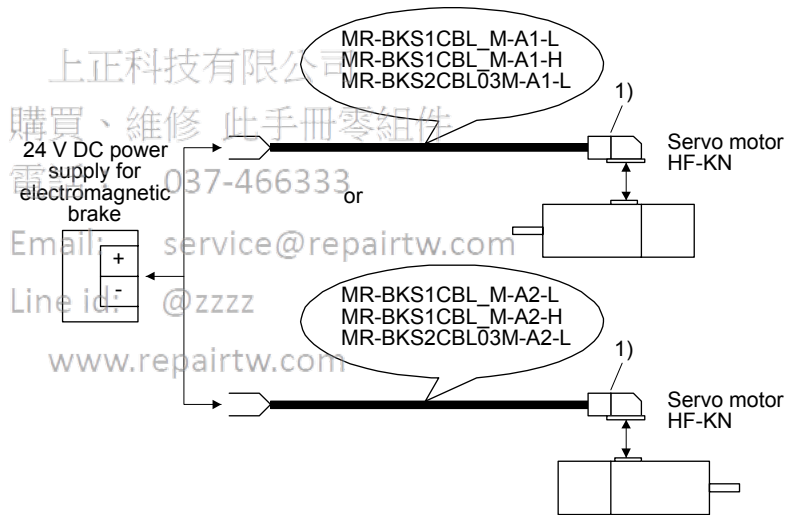 MR-BKS1CBL_M-A1-L
MR-BKS1CBL_M-A1-H
MR-BKS2CBL03M-A1-L
1)
Servo motor
HF-KN
24 V DC power
supply for
electromagnetic
brake
+
-
or
MR-BKS1CBL_M-A2-L
MR-BKS1CBL_M-A2-H
MR-BKS2CBL03M-A2-L
1)
Servo motor
HF-KN
上正科技有限公司
購買、維修 此手冊零組件
電話: 037-466333
Email: service@repairtw.com
Line id: @zzzz
www.repairtw.com